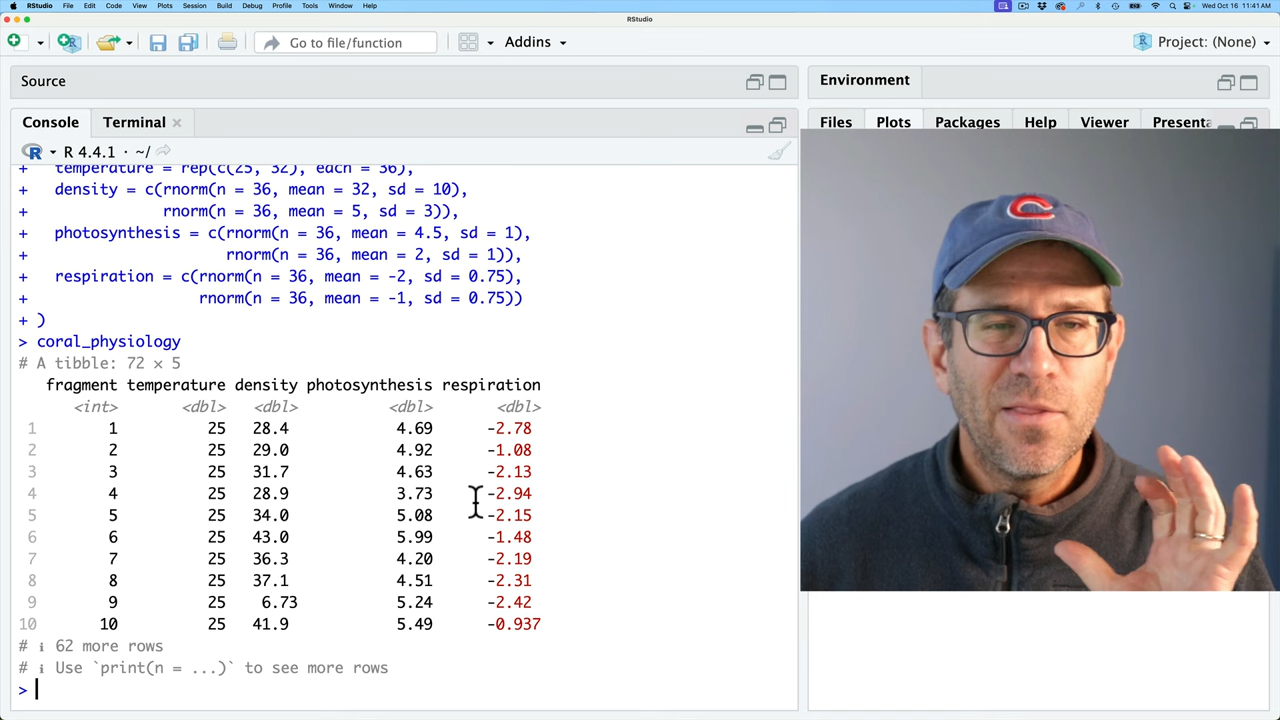 RStudio File Edit Code View Plots Session Build Debug Profile Tools Window Help Wed Oct 16 11:41 AM
RStudio
Go to file/function Addins Project: (None)
Source Environment
Console Terminal Files Plots Packages Help Viewer Presenta
R 4.4.1 · ~/
+ temperature = rep(c(25, 32), each = 36),
+ density = c(rnorm(n = 36, mean = 32, sd = 10),
+ rnorm(n = 36, mean = 5, sd = 3)),
+ photosynthesis = c(rnorm(n = 36, mean = 4.5, sd = 1),
+ rnorm(n = 36, mean = 2, sd = 1)),
+ respiration = c(rnorm(n = 36, mean = -2, sd = 0.75),
+ rnorm(n = 36, mean = -1, sd = 0.75))
+ )
> coral_physiology
# A tibble: 72 × 5
fragment temperature density photosynthesis respiration
<int> <dbl> <dbl> <dbl> <dbl>
1 1 25 28.4 4.69 -2.78
2 2 25 29.0 4.92 -1.08
3 3 25 31.7 4.63 -2.13
4 4 25 28.9 3.73 -2.94
5 5 25 34.0 5.08 -2.15
6 6 25 43.0 5.99 -1.48
7 7 25 36.3 4.20 -2.19
8 8 25 37.1 4.51 -2.31
9 9 25 6.73 5.24 -2.42
10 10 25 41.9 5.49 -0.937
# ℹ 62 more rows
# ℹ Use `print(n = ...)` to see more rows
>